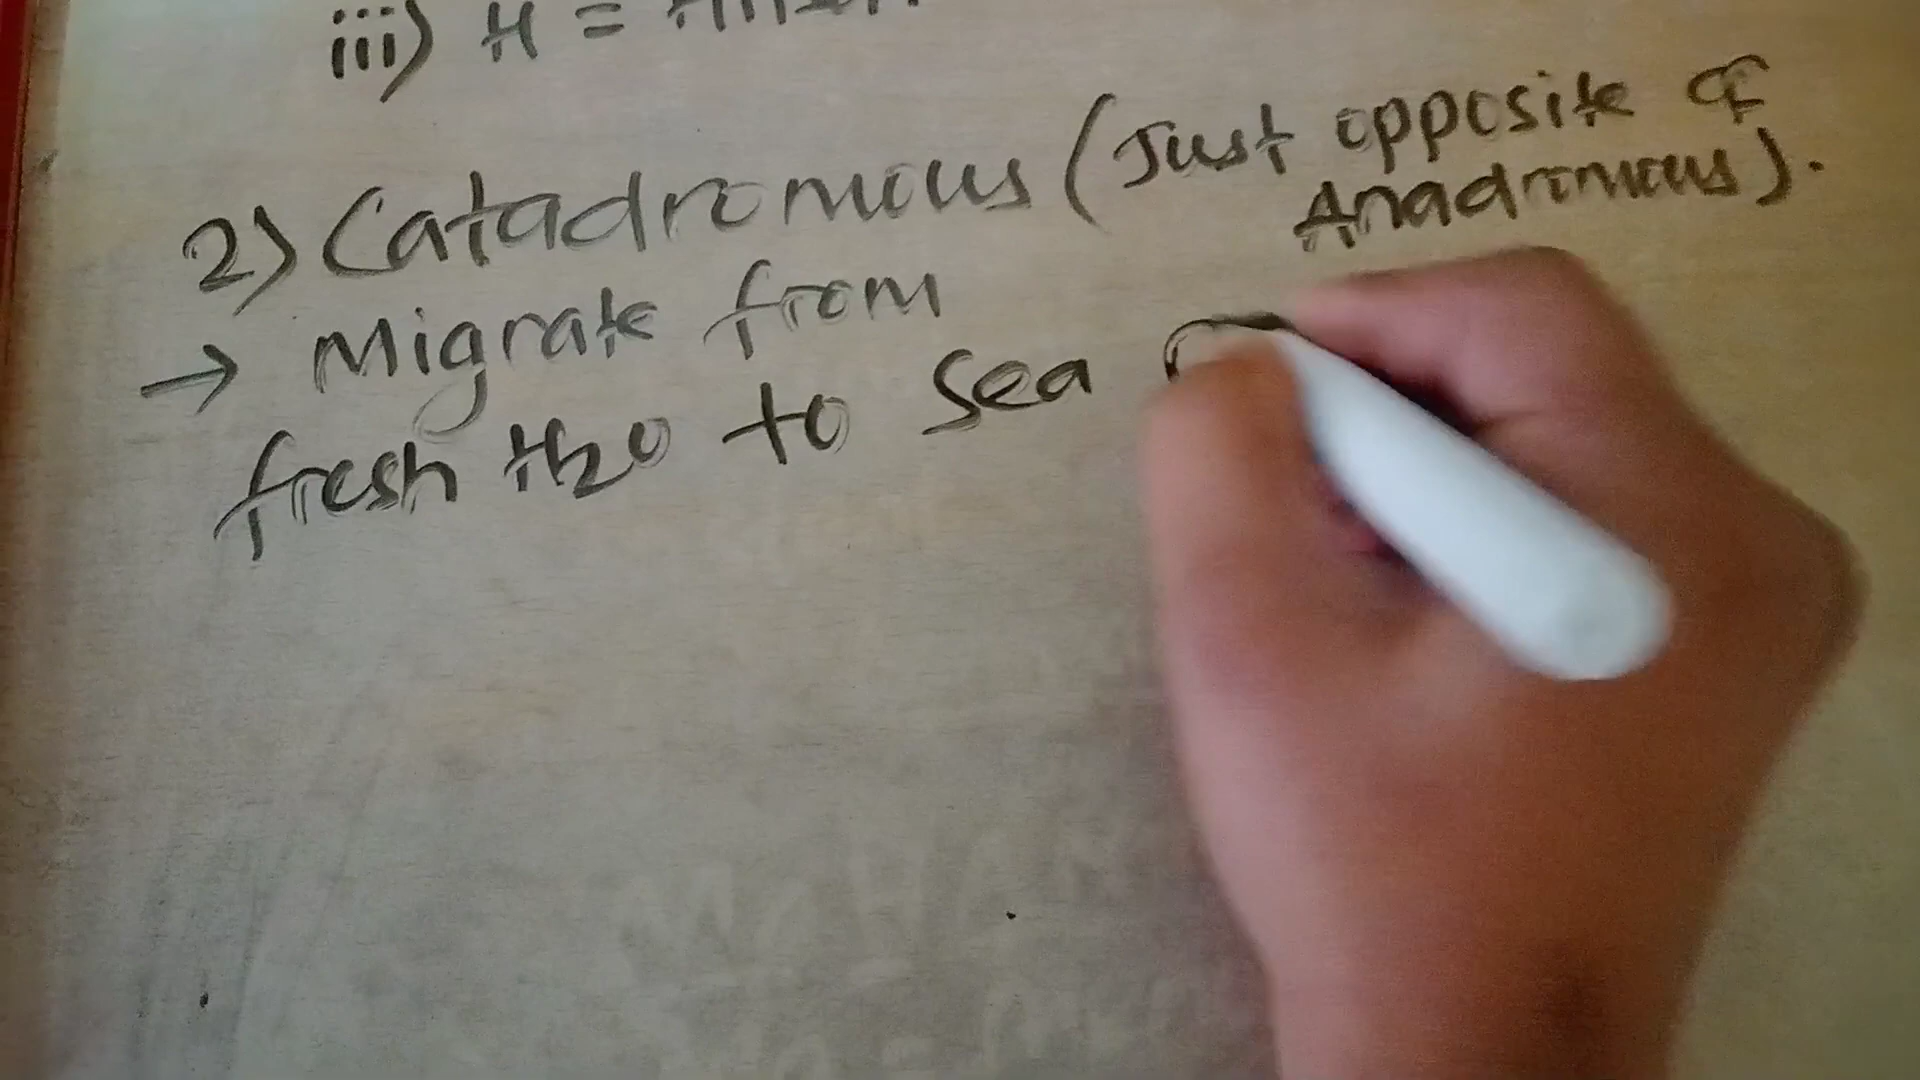 iii) H =
2) Catadromous (Just opposite of
Anadromous).
→ Migrate from
fresh H2O to Sea